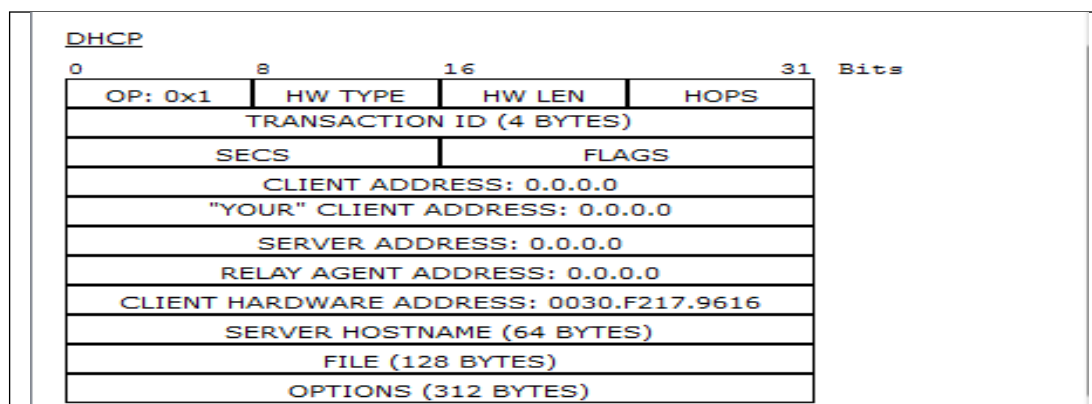 DHCP
0 8 16 31 Bits
OP: 0x1 HW TYPE HW LEN HOPS
TRANSACTION ID (4 BYTES)
SECS FLAGS
CLIENT ADDRESS: 0.0.0.0
"YOUR" CLIENT ADDRESS: 0.0.0.0
SERVER ADDRESS: 0.0.0.0
RELAY AGENT ADDRESS: 0.0.0.0
CLIENT HARDWARE ADDRESS: 0030.F217.9616
SERVER HOSTNAME (64 BYTES)
FILE (128 BYTES)
OPTIONS (312 BYTES)